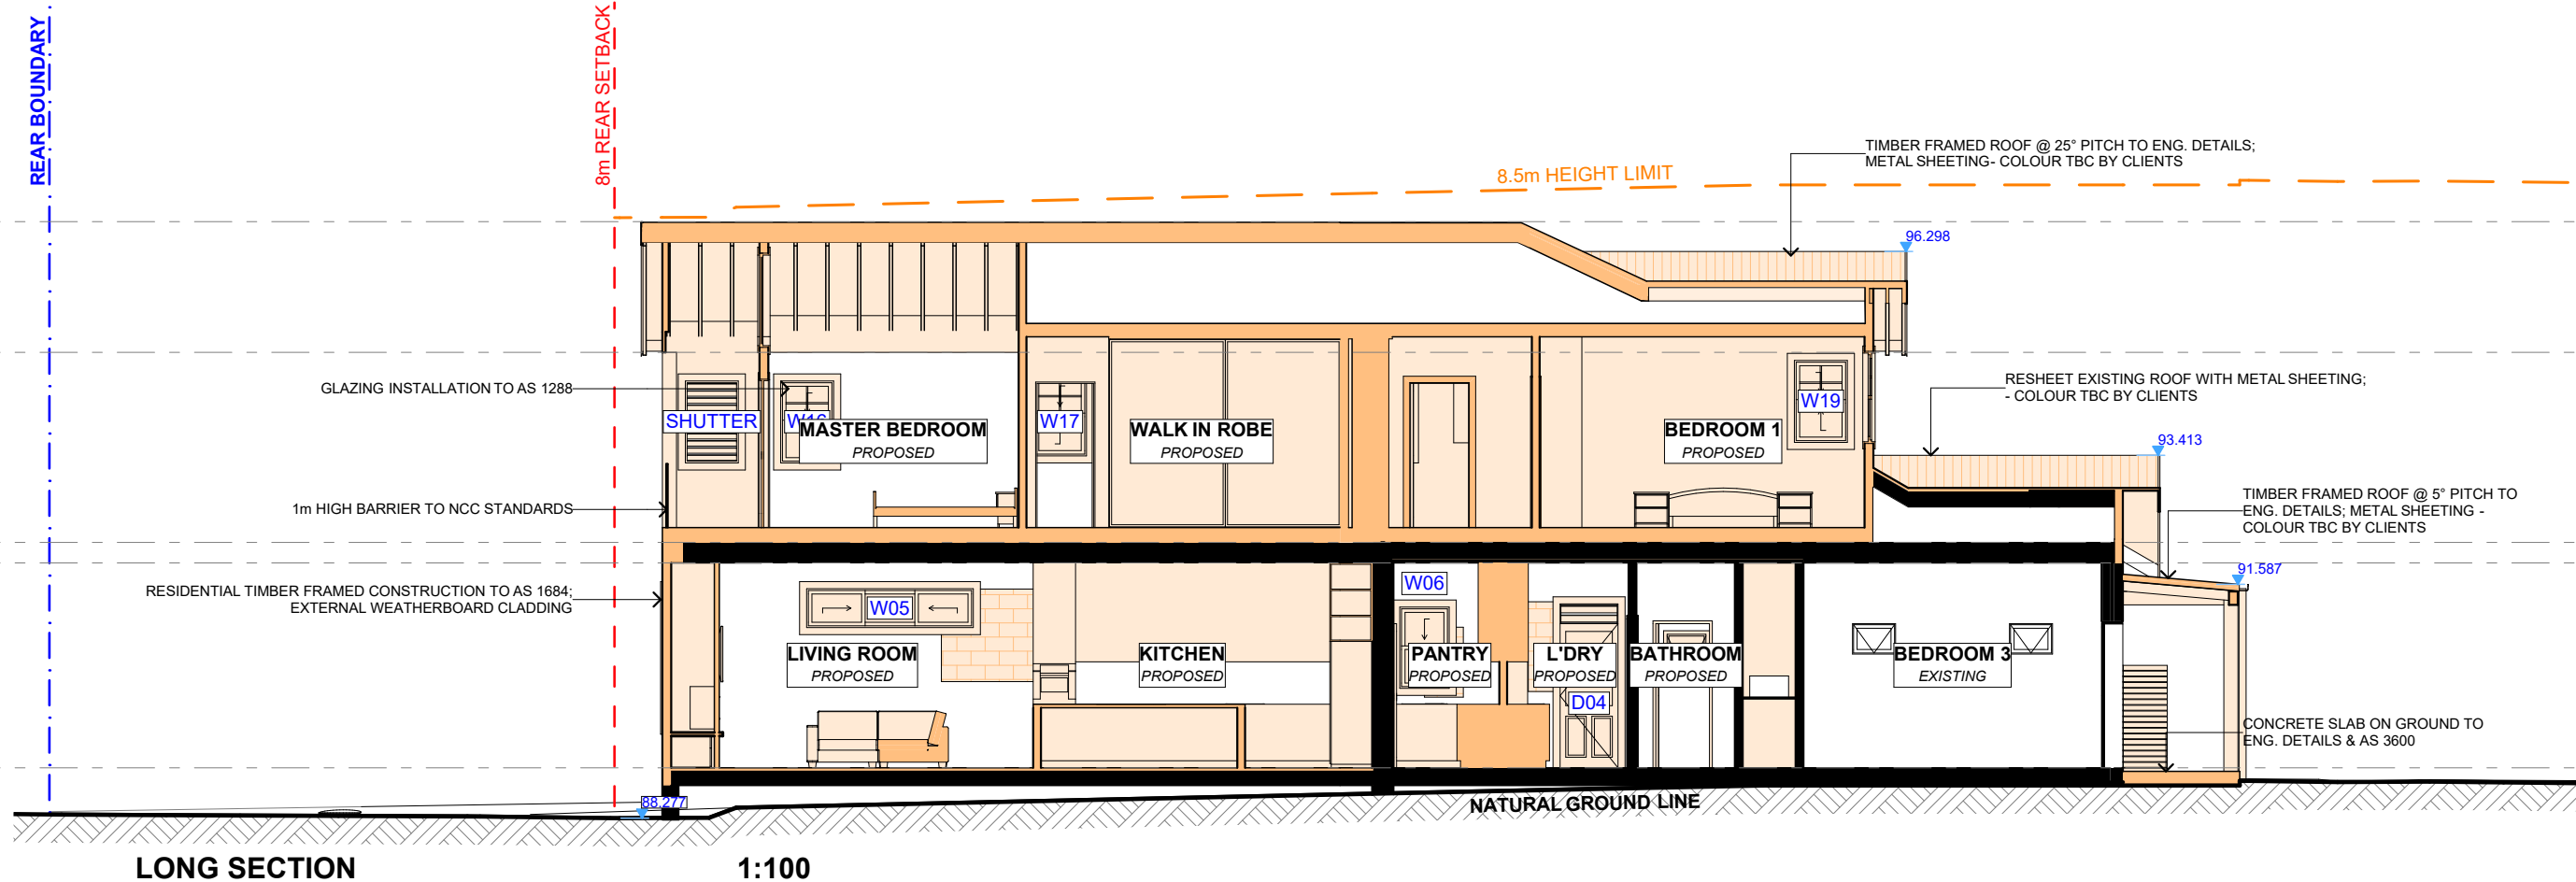 REAR BOUNDARY
8m REAR SETBACK
8.5m HEIGHT LIMIT
TIMBER FRAMED ROOF @ 25° PITCH TO ENG. DETAILS;
METAL SHEETING- COLOUR TBC BY CLIENTS
96.298
GLAZING INSTALLATION TO AS 1288
RESHEET EXISTING ROOF WITH METAL SHEETING;
- COLOUR TBC BY CLIENTS
SHUTTER
W16
MASTER BEDROOM
PROPOSED
W17
WALK IN ROBE
PROPOSED
BEDROOM 1
PROPOSED
W19
93.413
1m HIGH BARRIER TO NCC STANDARDS
TIMBER FRAMED ROOF @ 5° PITCH TO
ENG. DETAILS; METAL SHEETING -
COLOUR TBC BY CLIENTS
91.587
RESIDENTIAL TIMBER FRAMED CONSTRUCTION TO AS 1684;
EXTERNAL WEATHERBOARD CLADDING
W05
W06
LIVING ROOM
PROPOSED
KITCHEN
PROPOSED
PANTRY
PROPOSED
L'DRY
PROPOSED
D04
BATHROOM
PROPOSED
BEDROOM 3
EXISTING
CONCRETE SLAB ON GROUND TO
ENG. DETAILS & AS 3600
88.277
NATURAL GROUND LINE
LONG SECTION
1:100